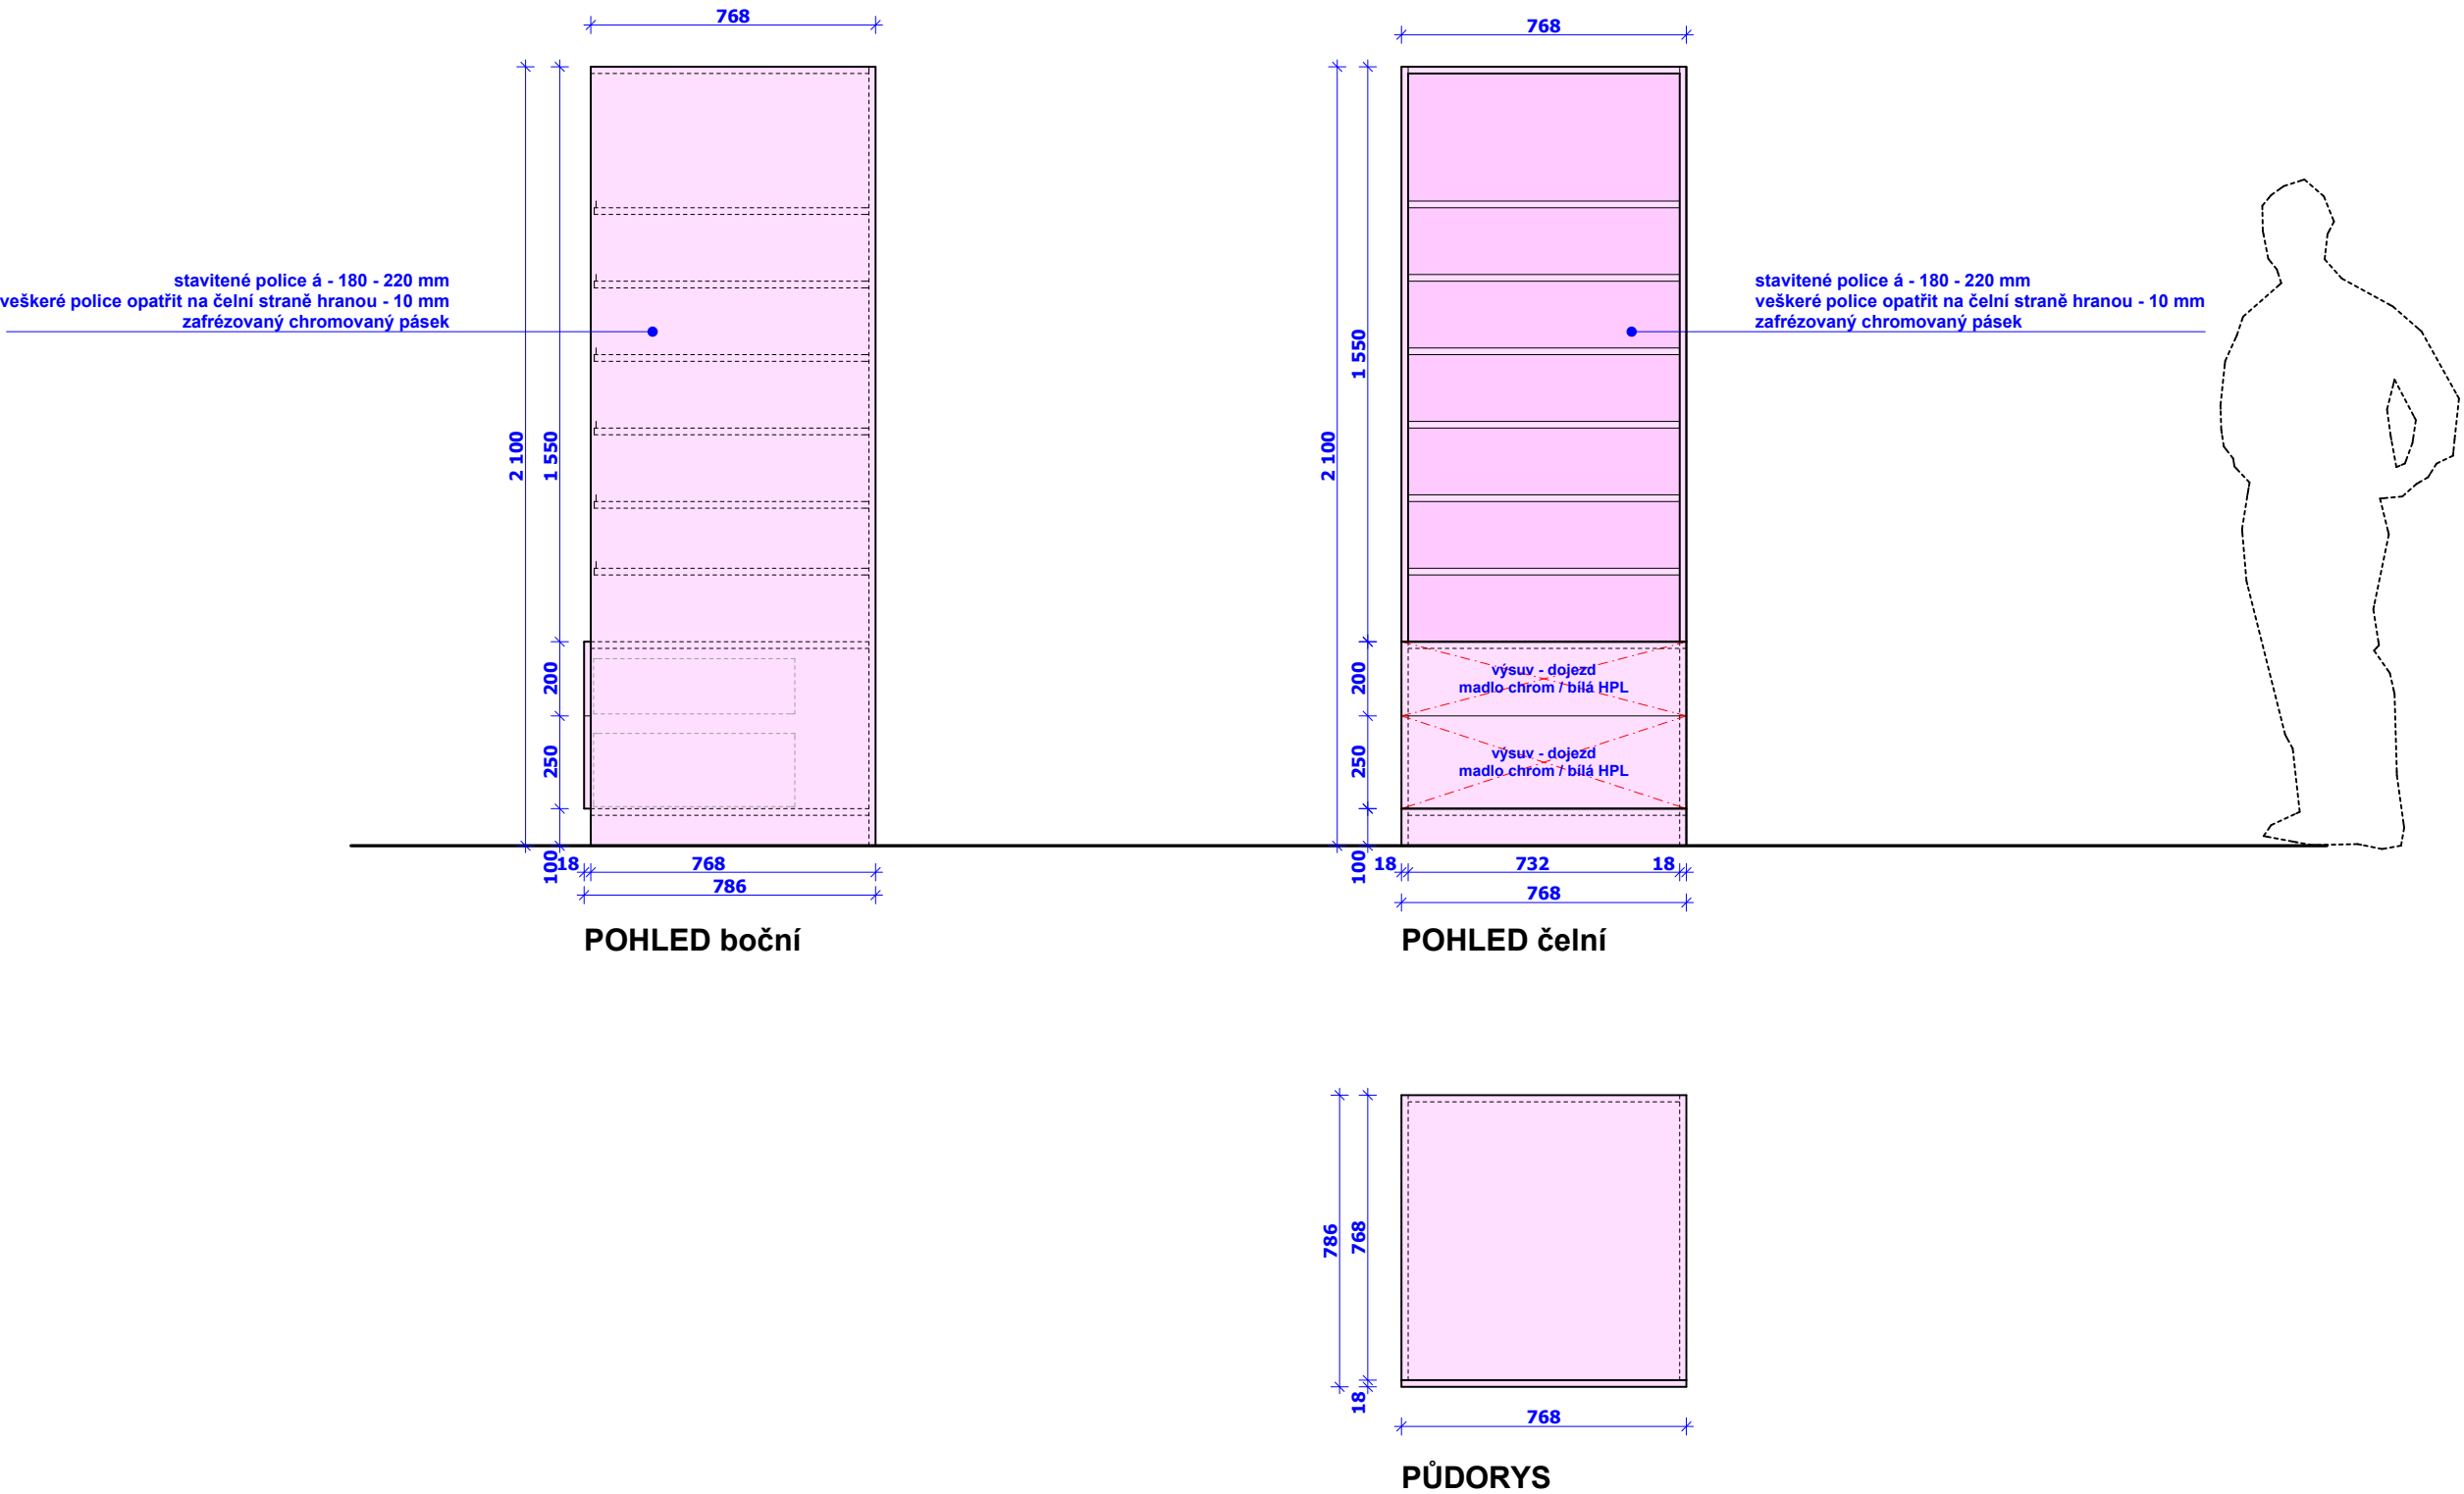 768
768
stavitené police á - 180 - 220 mm
veškeré police opatřit na čelní straně hranou - 10 mm
zafrézovaný chromovaný pásek
2 100
1 550
200
250
100
18
768
786
POHLED boční
stavitené police á - 180 - 220 mm
veškeré police opatřit na čelní straně hranou - 10 mm
zafrézovaný chromovaný pásek
2 100
1 550
200
250
100
výsuv - dojezd
madlo chrom / bílá HPL
výsuv - dojezd
madlo chrom / bílá HPL
18
732
18
768
POHLED čelní
786
768
18
768
PŮDORYS